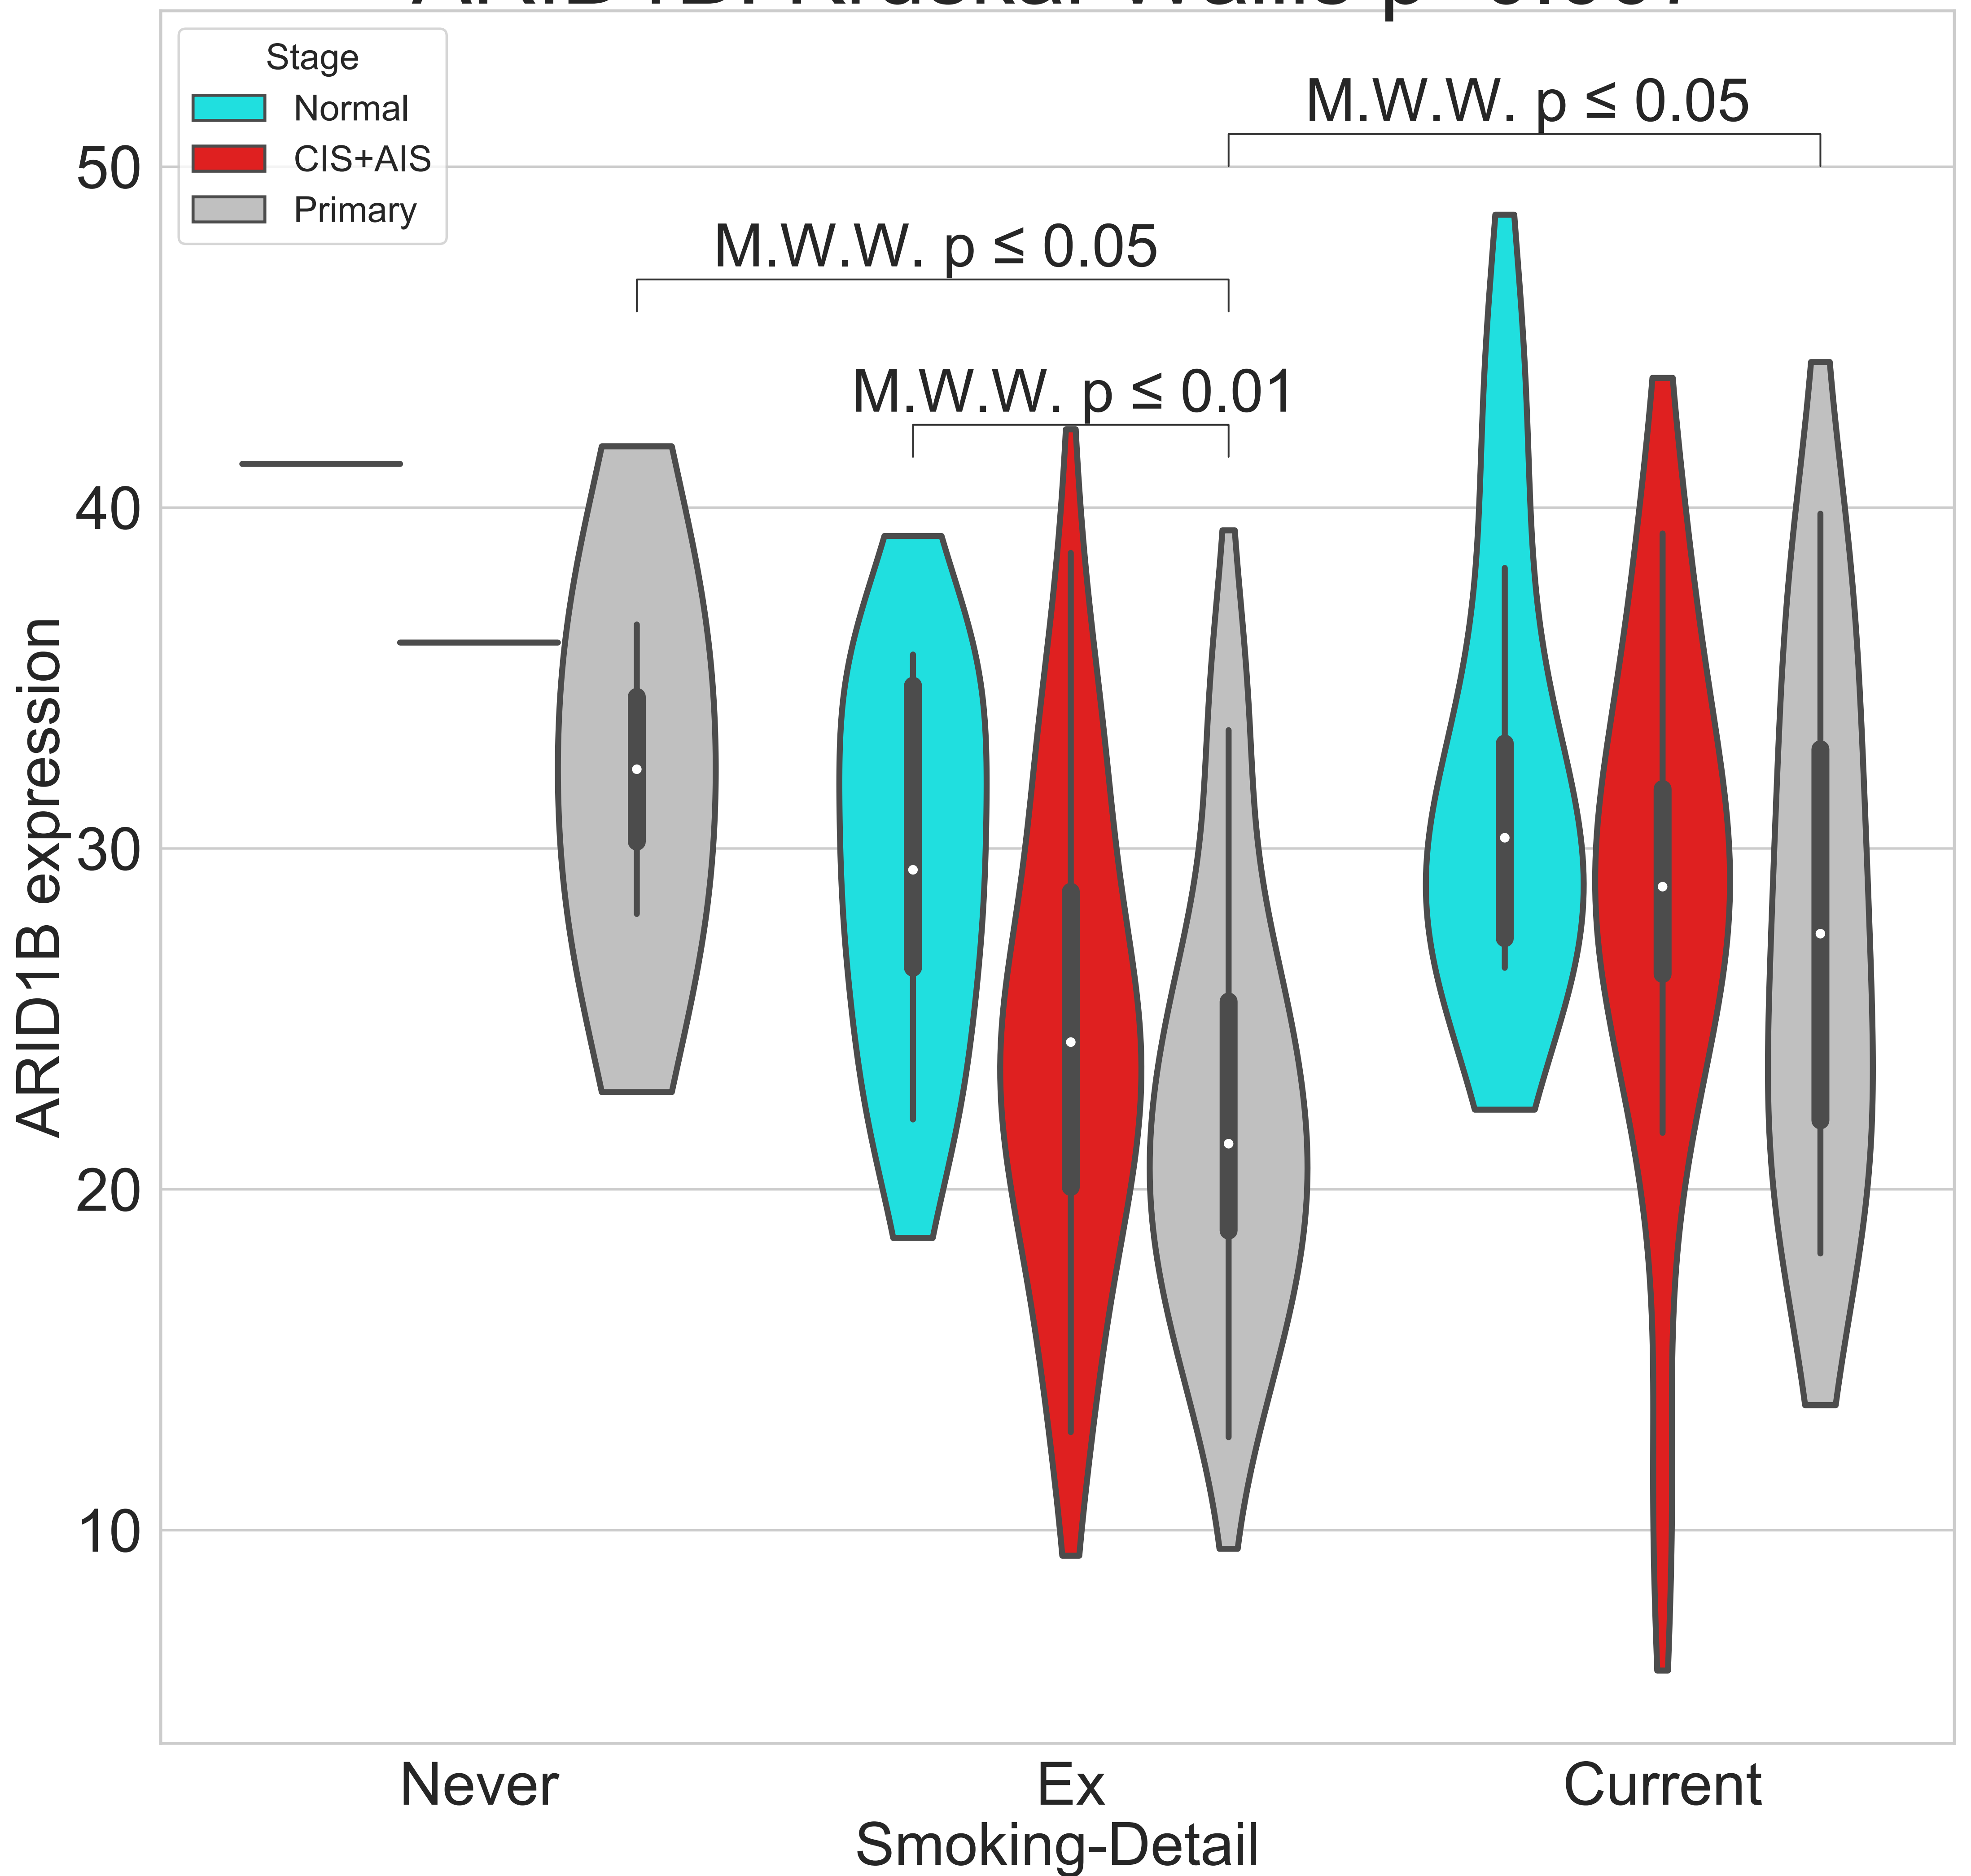 Stage
Normal
CIS+AIS
Primary
M.W.W. p ≤ 0.05
M.W.W. p ≤ 0.05
M.W.W. p ≤ 0.01
50
40
30
20
10
ARID1B expression
Never
Ex
Current
Smoking-Detail